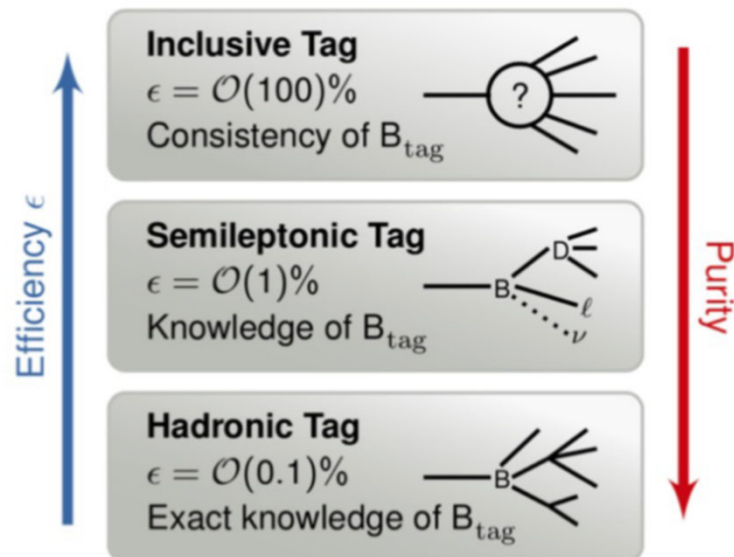 Efficiency ϵ
Inclusive Tag
ϵ = 𝒪(100)%
Consistency of B_tag
?
Semileptonic Tag
ϵ = 𝒪(1)%
Knowledge of B_tag
B
D
ℓ
ν
Hadronic Tag
ϵ = 𝒪(0.1)%
Exact knowledge of B_tag
B
Purity